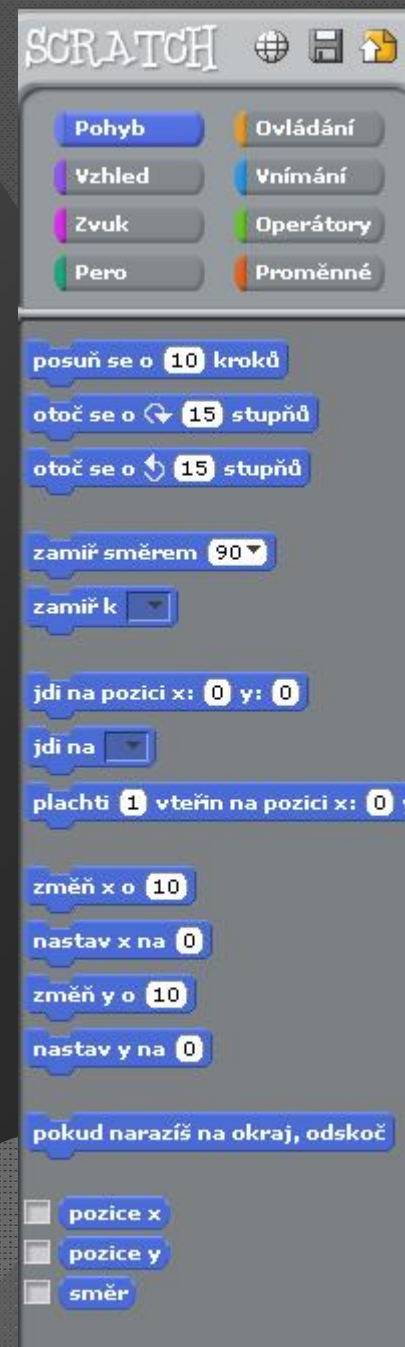 SCRATCH
Pohyb Ovládání
Vzhled Vnímání
Zvuk Operátory
Pero Proměnné
posuň se o 10 kroků
otoč se o 15 stupňů
otoč se o 15 stupňů
zamiř směrem 90
zamiř k
jdi na pozici x: 0 y: 0
jdi na
plachti 1 vteřin na pozici x: 0
změň x o 10
nastav x na 0
změň y o 10
nastav y na 0
pokud narazíš na okraj, odskoč
pozice x
pozice y
směr